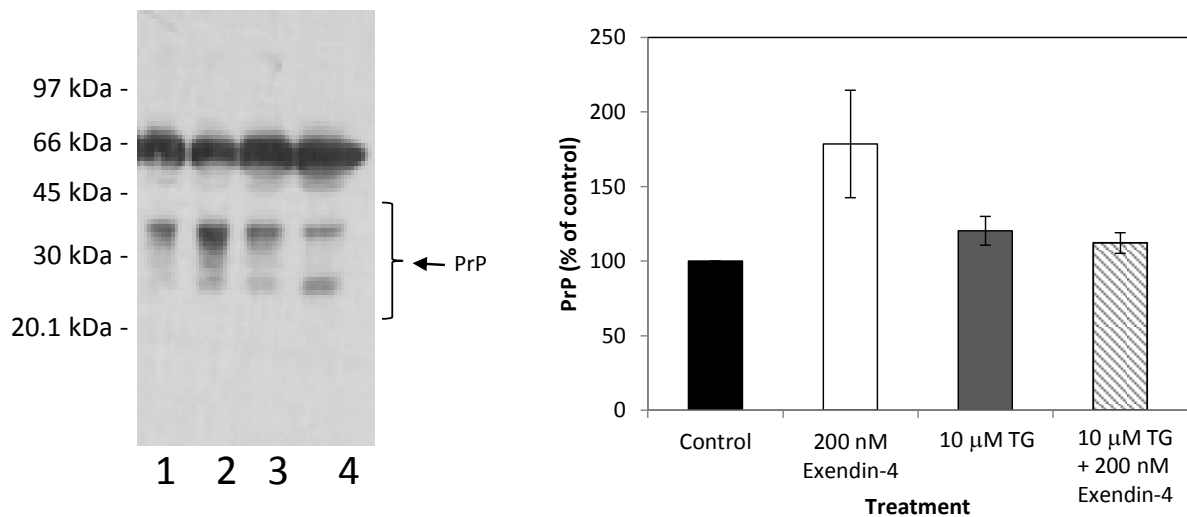 97 kDa -
66 kDa -
45 kDa -
30 kDa -
20.1 kDa -
PrP
1 2 3 4
PrP (% of control)
250
200
150
100
50
0
Control
200 nM
Exendin-4
10 μM TG
10 μM TG
+ 200 nM
Exendin-4
Treatment